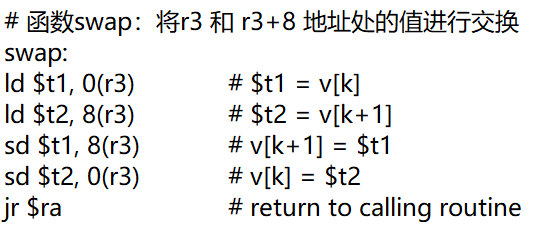 # 函数swap：将r3 和 r3+8 地址处的值进行交换
swap:
ld $t1, 0(r3) # $t1 = v[k]
ld $t2, 8(r3) # $t2 = v[k+1]
sd $t1, 8(r3) # v[k+1] = $t1
sd $t2, 0(r3) # v[k] = $t2
jr $ra # return to calling routine